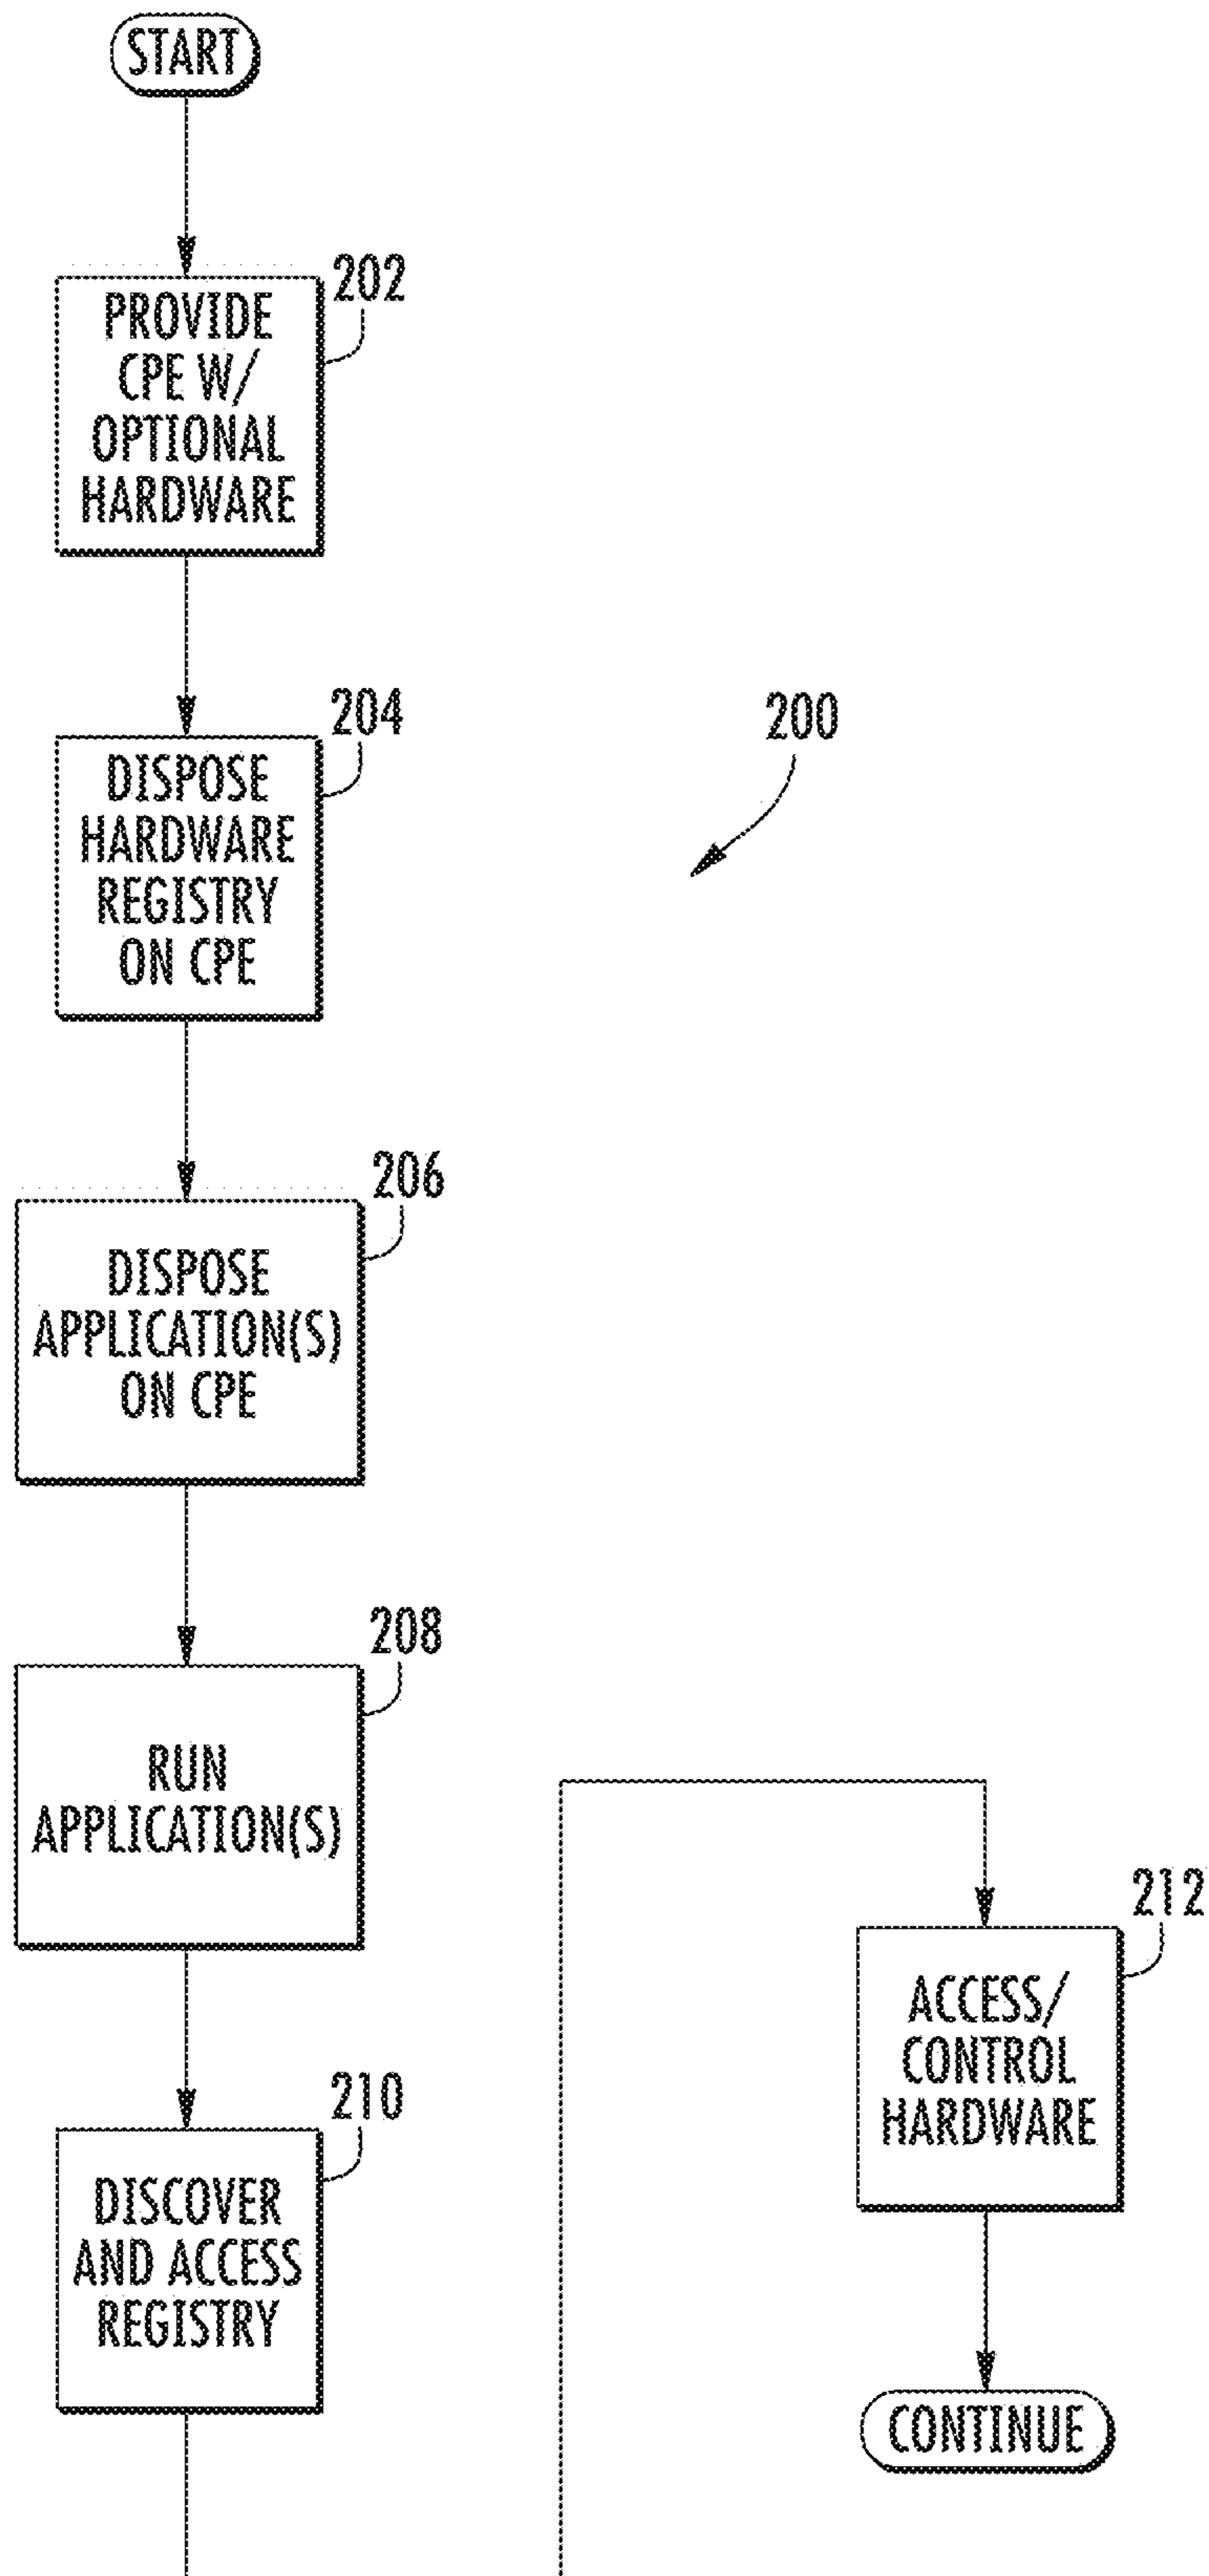 START
202
PROVIDE
CPE W/
OPTIONAL
HARDWARE
204
DISPOSE
HARDWARE
REGISTRY
ON CPE
200
206
DISPOSE
APPLICATION(S)
ON CPE
208
RUN
APPLICATION(S)
210
DISCOVER
AND ACCESS
REGISTRY
212
ACCESS/
CONTROL
HARDWARE
CONTINUE